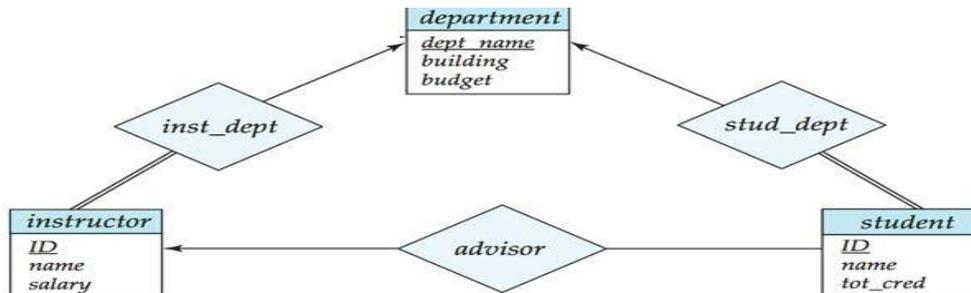 department
dept_name
building
budget
inst_dept
stud_dept
instructor
ID
name
salary
advisor
student
ID
name
tot_cred